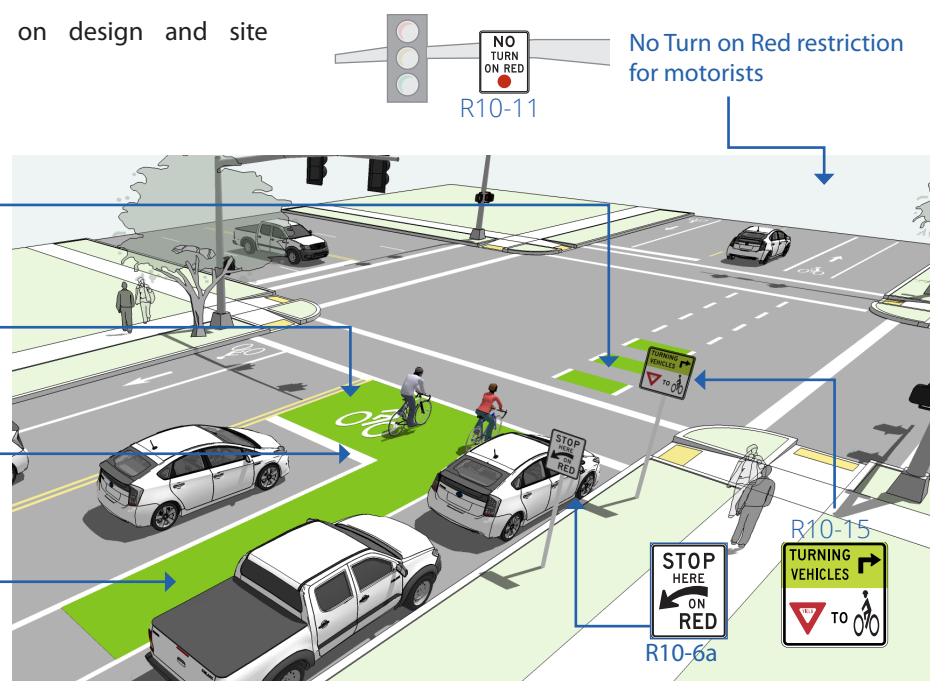 on design and site
NO
TURN
ON RED
R10-11
No Turn on Red restriction
for motorists
TURNING
VEHICLES
TO
STOP
HERE
ON
RED
R10-15
TURNING
VEHICLES
YIELD
TO
STOP
HERE
ON
RED
R10-6a